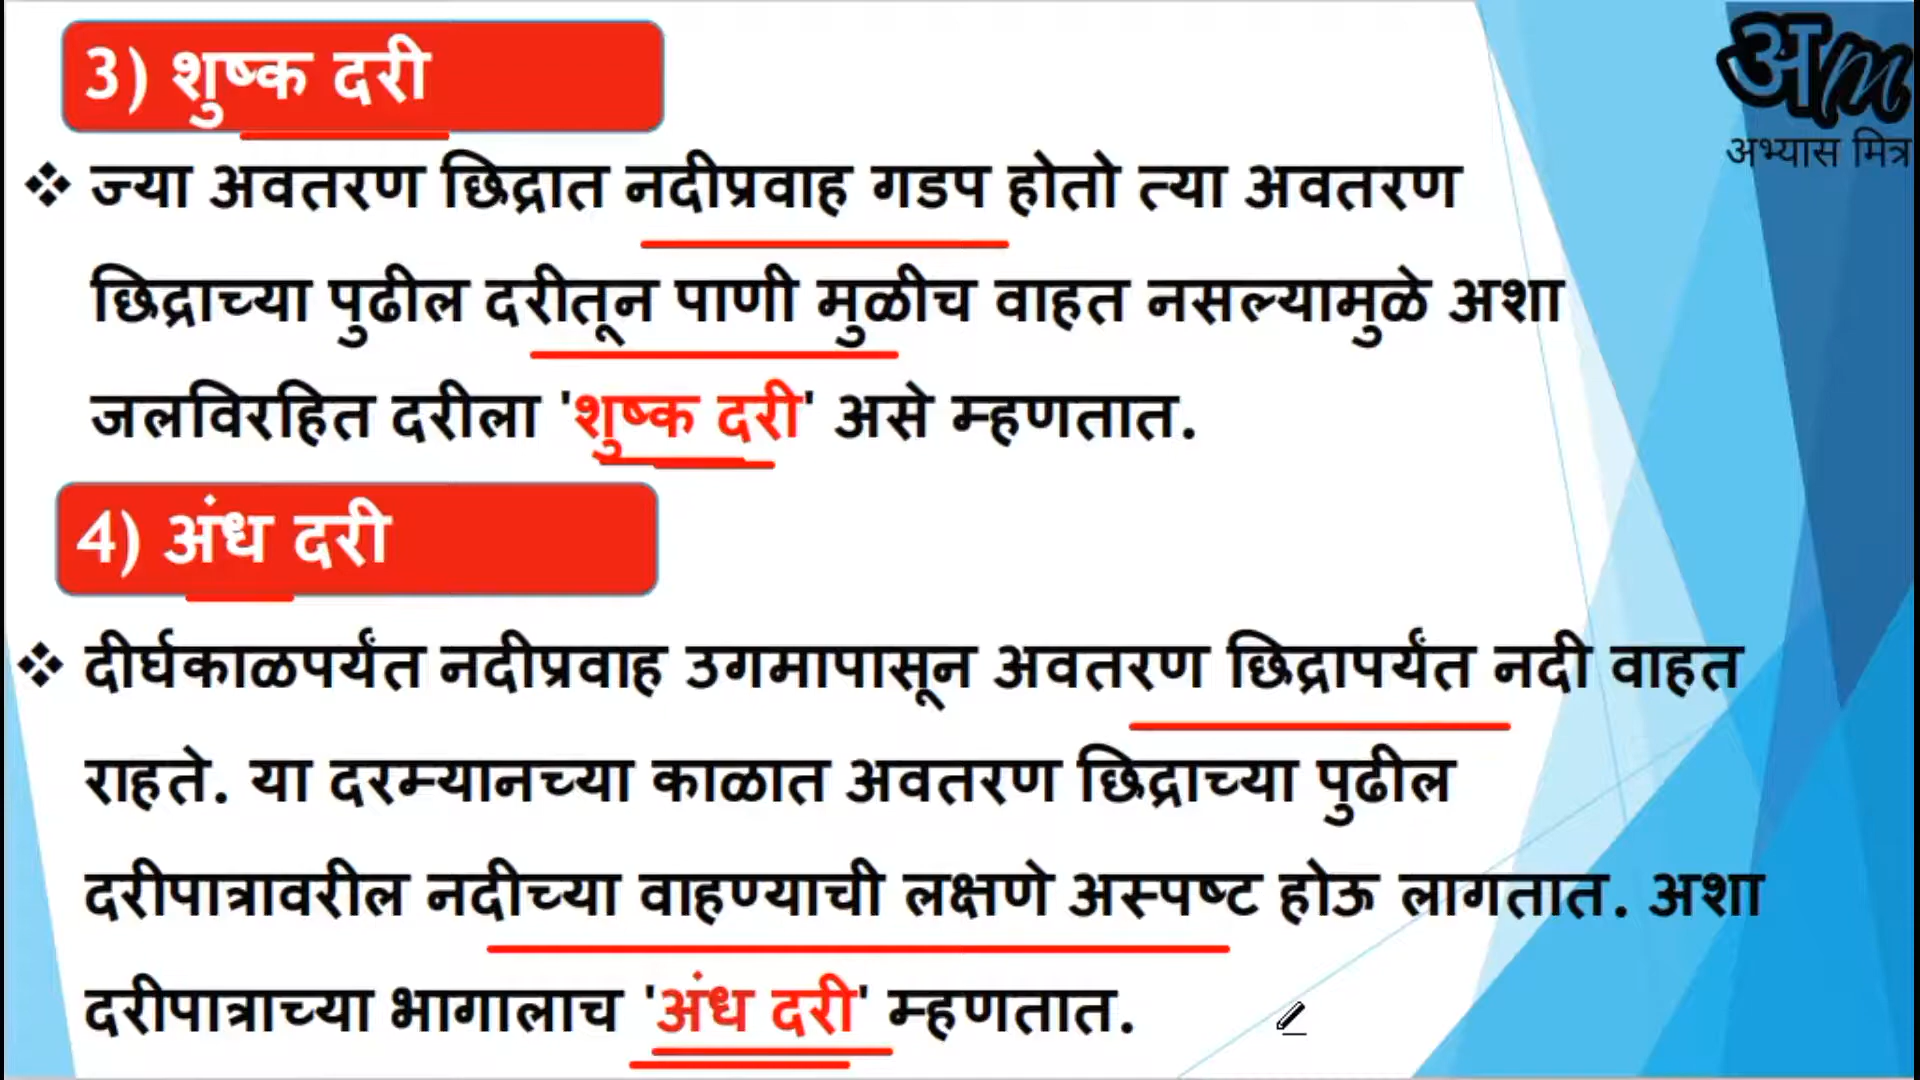 3) शुष्क दरी
अm
अभ्यास मित्र
❖ ज्या अवतरण छिद्रात नदीप्रवाह गडप होतो त्या अवतरण
छिद्राच्या पुढील दरीतून पाणी मुळीच वाहत नसल्यामुळे अशा
जलविरहित दरीला 'शुष्क दरी' असे म्हणतात.
4) अंध दरी
❖ दीर्घकाळपर्यंत नदीप्रवाह उगमापासून अवतरण छिद्रापर्यंत नदी वाहत
राहते. या दरम्यानच्या काळात अवतरण छिद्राच्या पुढील
दरीपात्रावरील नदीच्या वाहण्याची लक्षणे अस्पष्ट होऊ लागतात. अशा
दरीपात्राच्या भागालाच 'अंध दरी' म्हणतात.